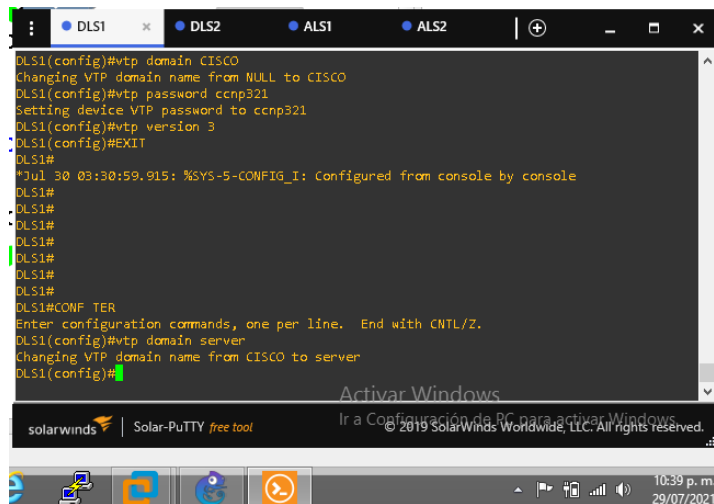 DLS1 × DLS2 ALS1 ALS2
DLS1(config)#vtp domain CISCO
Changing VTP domain name from NULL to CISCO
DLS1(config)#vtp password ccnp321
Setting device VTP password to ccnp321
DLS1(config)#vtp version 3
DLS1(config)#EXIT
DLS1#
*Jul 30 03:30:59.915: %SYS-5-CONFIG_I: Configured from console by console
DLS1#
DLS1#
DLS1#
DLS1#
DLS1#
DLS1#
DLS1#
DLS1#CONF TER
Enter configuration commands, one per line. End with CNTL/Z.
DLS1(config)#vtp domain server
Changing VTP domain name from CISCO to server
DLS1(config)#
Activar Windows
Ir a Configuración de PC para activar Windows.
solarwinds Solar-PuTTY free tool © 2019 SolarWinds Worldwide, LLC. All rights reserved.
10:39 p. m.